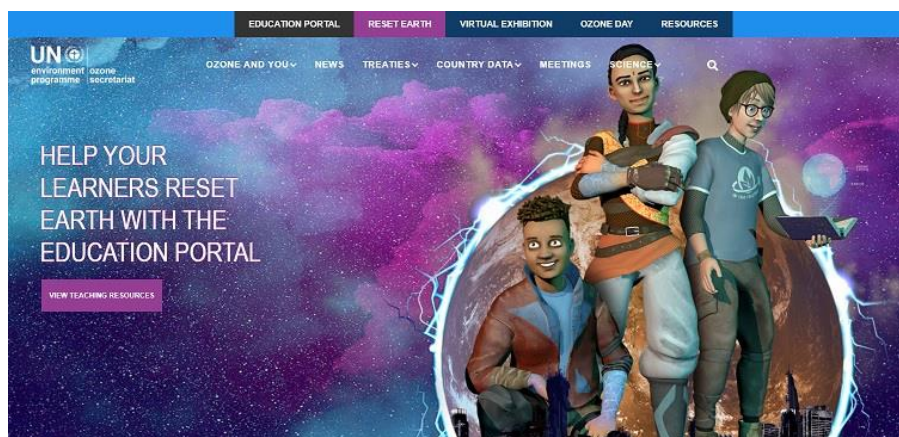 EDUCATION PORTAL RESET EARTH VIRTUAL EXHIBITION OZONE DAY RESOURCES
UN
environment programme
ozone secretariat
OZONE AND YOU NEWS TREATIES COUNTRY DATA MEETINGS SCIENCE
HELP YOUR
LEARNERS RESET
EARTH WITH THE
EDUCATION PORTAL
VIEW TEACHING RESOURCES